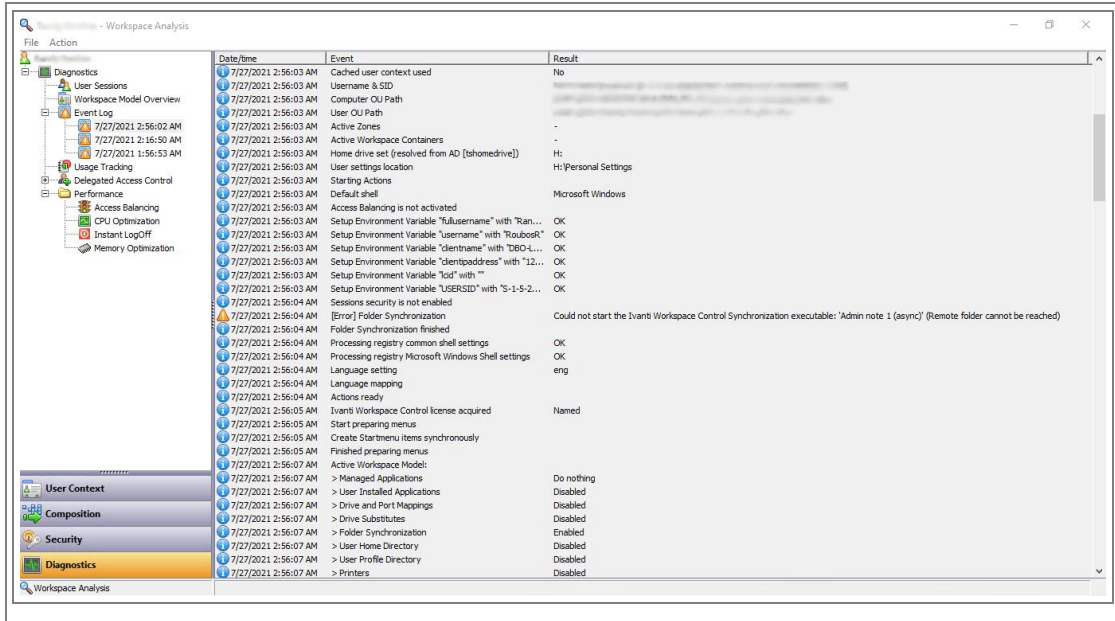 - Workspace Analysis
File Action
Diagnostics
User Sessions
Workspace Model Overview
Event Log
7/27/2021 2:56:02 AM
7/27/2021 2:16:50 AM
7/27/2021 1:56:53 AM
Usage Tracking
Delegated Access Control
Performance
Access Balancing
CPU Optimization
Instant LogOff
Memory Optimization
User Context
Composition
Security
Diagnostics
Date/time Event Result
7/27/2021 2:56:03 AM Cached user context used No
7/27/2021 2:56:03 AM Username & SID
7/27/2021 2:56:03 AM Computer OU Path
7/27/2021 2:56:03 AM User OU Path
7/27/2021 2:56:03 AM Active Zones -
7/27/2021 2:56:03 AM Active Workspace Containers -
7/27/2021 2:56:03 AM Home drive set (resolved from AD [tshomedrive]) H:
7/27/2021 2:56:03 AM User settings location H:\Personal Settings
7/27/2021 2:56:03 AM Starting Actions
7/27/2021 2:56:03 AM Default shell Microsoft Windows
7/27/2021 2:56:03 AM Access Balancing is not activated
7/27/2021 2:56:03 AM Setup Environment Variable "fullusername" with "Ran... OK
7/27/2021 2:56:03 AM Setup Environment Variable "username" with "RoubosR" OK
7/27/2021 2:56:03 AM Setup Environment Variable "clientname" with "DBO-L... OK
7/27/2021 2:56:03 AM Setup Environment Variable "clientipaddress" with "12... OK
7/27/2021 2:56:03 AM Setup Environment Variable "lcid" with "" OK
7/27/2021 2:56:03 AM Setup Environment Variable "USERSID" with "S-1-5-2... OK
7/27/2021 2:56:04 AM Sessions security is not enabled
7/27/2021 2:56:04 AM [Error] Folder Synchronization Could not start the Ivanti Workspace Control Synchronization executable: 'Admin note 1 (async)' (Remote folder cannot be reached)
7/27/2021 2:56:04 AM Folder Synchronization finished
7/27/2021 2:56:04 AM Processing registry common shell settings OK
7/27/2021 2:56:04 AM Processing registry Microsoft Windows Shell settings OK
7/27/2021 2:56:04 AM Language setting eng
7/27/2021 2:56:04 AM Language mapping
7/27/2021 2:56:04 AM Actions ready
7/27/2021 2:56:05 AM Ivanti Workspace Control license acquired Named
7/27/2021 2:56:05 AM Start preparing menus
7/27/2021 2:56:05 AM Create Startmenu items synchronously
7/27/2021 2:56:05 AM Finished preparing menus
7/27/2021 2:56:07 AM Active Workspace Model:
7/27/2021 2:56:07 AM > Managed Applications Do nothing
7/27/2021 2:56:07 AM > User Installed Applications Disabled
7/27/2021 2:56:07 AM > Drive and Port Mappings Disabled
7/27/2021 2:56:07 AM > Drive Substitutes Disabled
7/27/2021 2:56:07 AM > Folder Synchronization Enabled
7/27/2021 2:56:07 AM > User Home Directory Disabled
7/27/2021 2:56:07 AM > User Profile Directory Disabled
7/27/2021 2:56:07 AM > Printers Disabled
Workspace Analysis